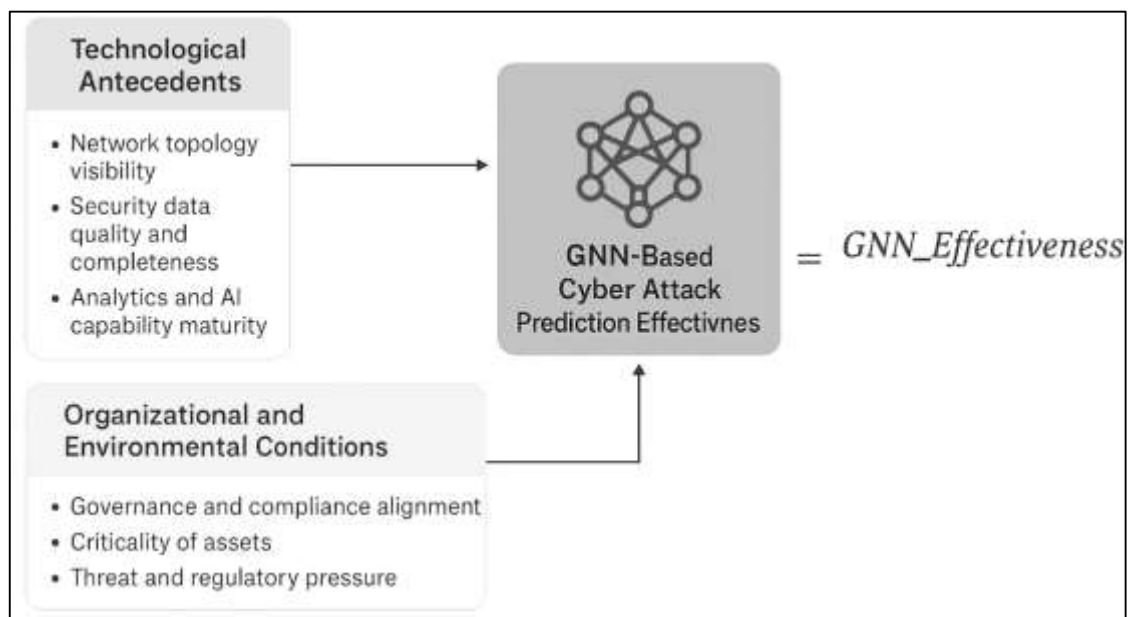 Technological
Antecedents
• Network topology
visibility
• Security data
quality and
completeness
• Analytics and AI
capability maturity
GNN-Based
Cyber Attack
Prediction Effectivnes
= GNN_Effectiveness
Organizational and
Environmental Conditions
• Governance and compliance alignment
• Criticality of assets
• Threat and regulatory pressure